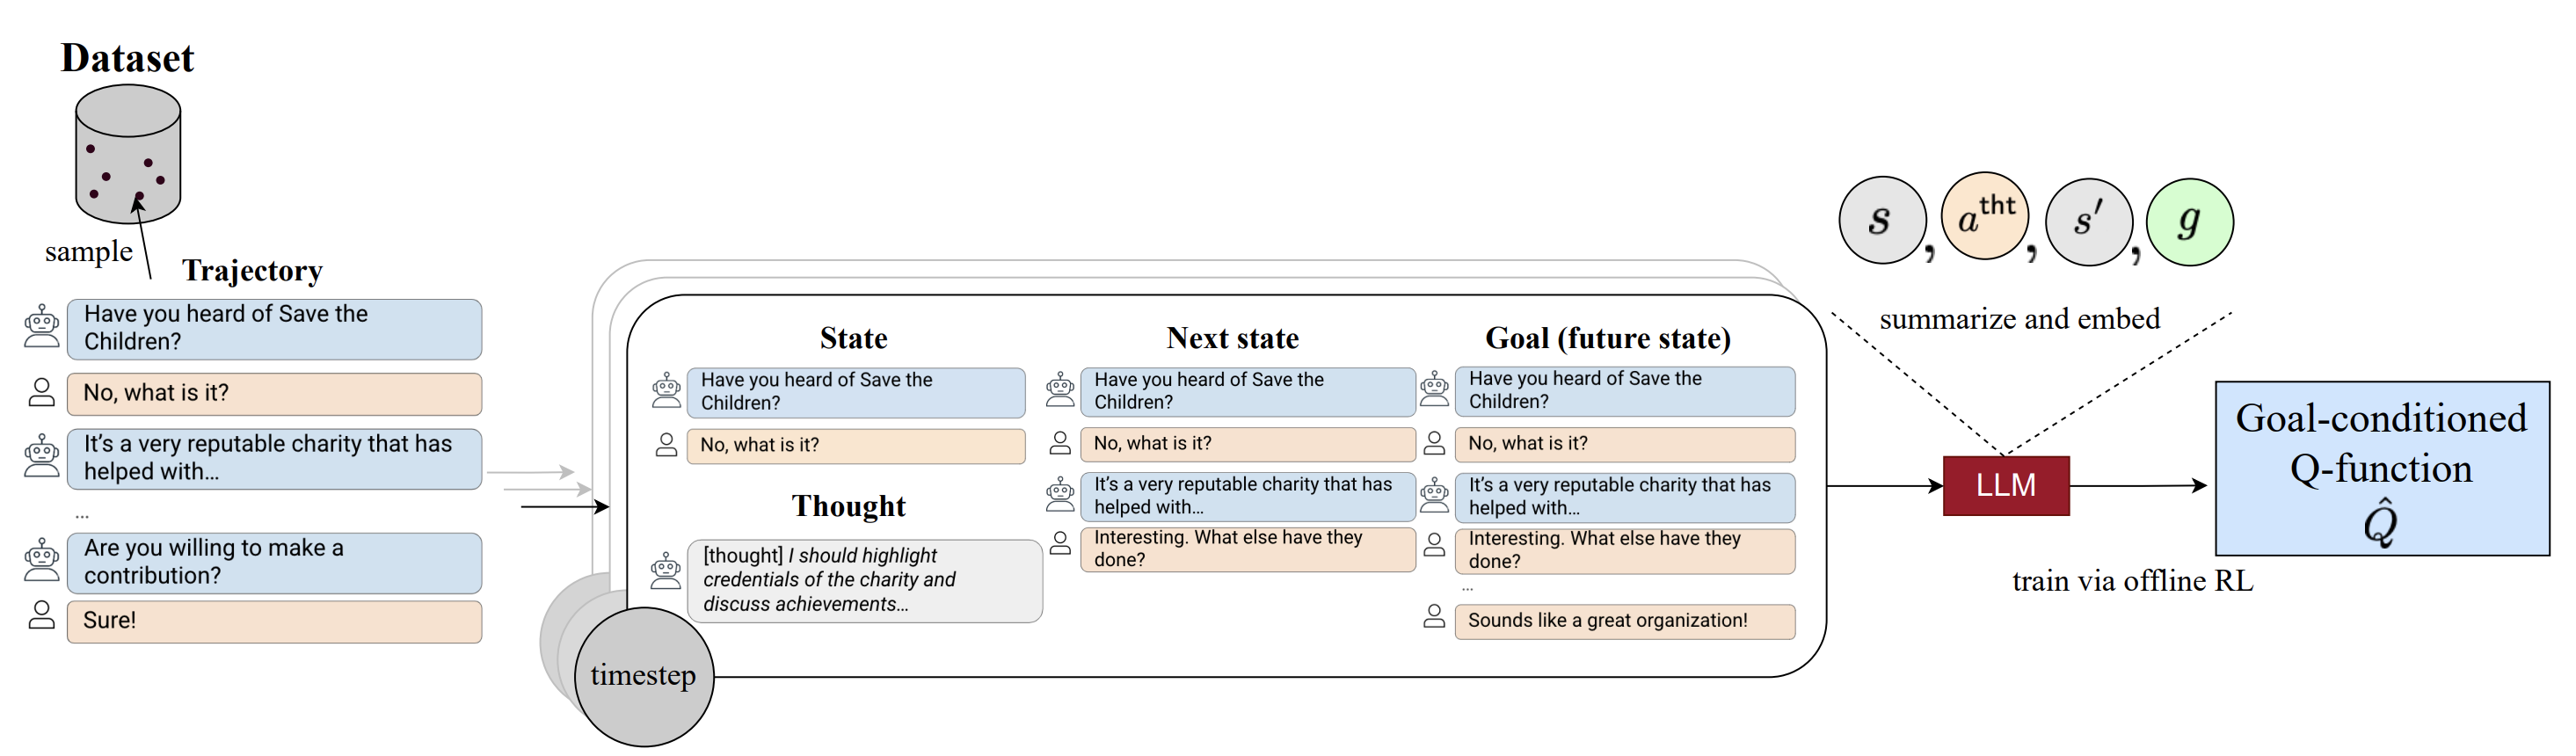 Dataset
sample
Trajectory
Have you heard of Save the
Children?
No, what is it?
It's a very reputable charity that has
helped with...
...
Are you willing to make a
contribution?
Sure!
timestep
State
Have you heard of Save the
Children?
No, what is it?
Thought
[thought] I should highlight
credentials of the charity and
discuss achievements...
Next state
Have you heard of Save the
Children?
No, what is it?
It's a very reputable charity that has
helped with...
Interesting. What else have they
done?
Goal (future state)
Have you heard of Save the
Children?
No, what is it?
It's a very reputable charity that has
helped with...
Interesting. What else have they
done?
...
Sounds like a great organization!
s, a^tht, s′, g
summarize and embed
LLM
train via offline RL
Goal-conditioned
Q-function
Q̂